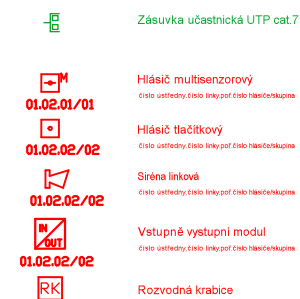 Zásuvka učastnická UTP cat.7
M
Hlásič multisenzorový
číslo ústředny.číslo linky.poř.číslo hlásiče/skupina
01.02.01/01
Hlásič tlačítkový
číslo ústředny.číslo linky.poř.číslo hlásiče/skupina
01.02.02/02
Siréna linková
číslo ústředny.číslo linky.poř.číslo hlásiče/skupina
01.02.02/02
IN
Vstupně vystupní modul
OUT
číslo ústředny.číslo linky.poř.číslo hlásiče/skupina
01.02.02/02
RK
Rozvodná krabice